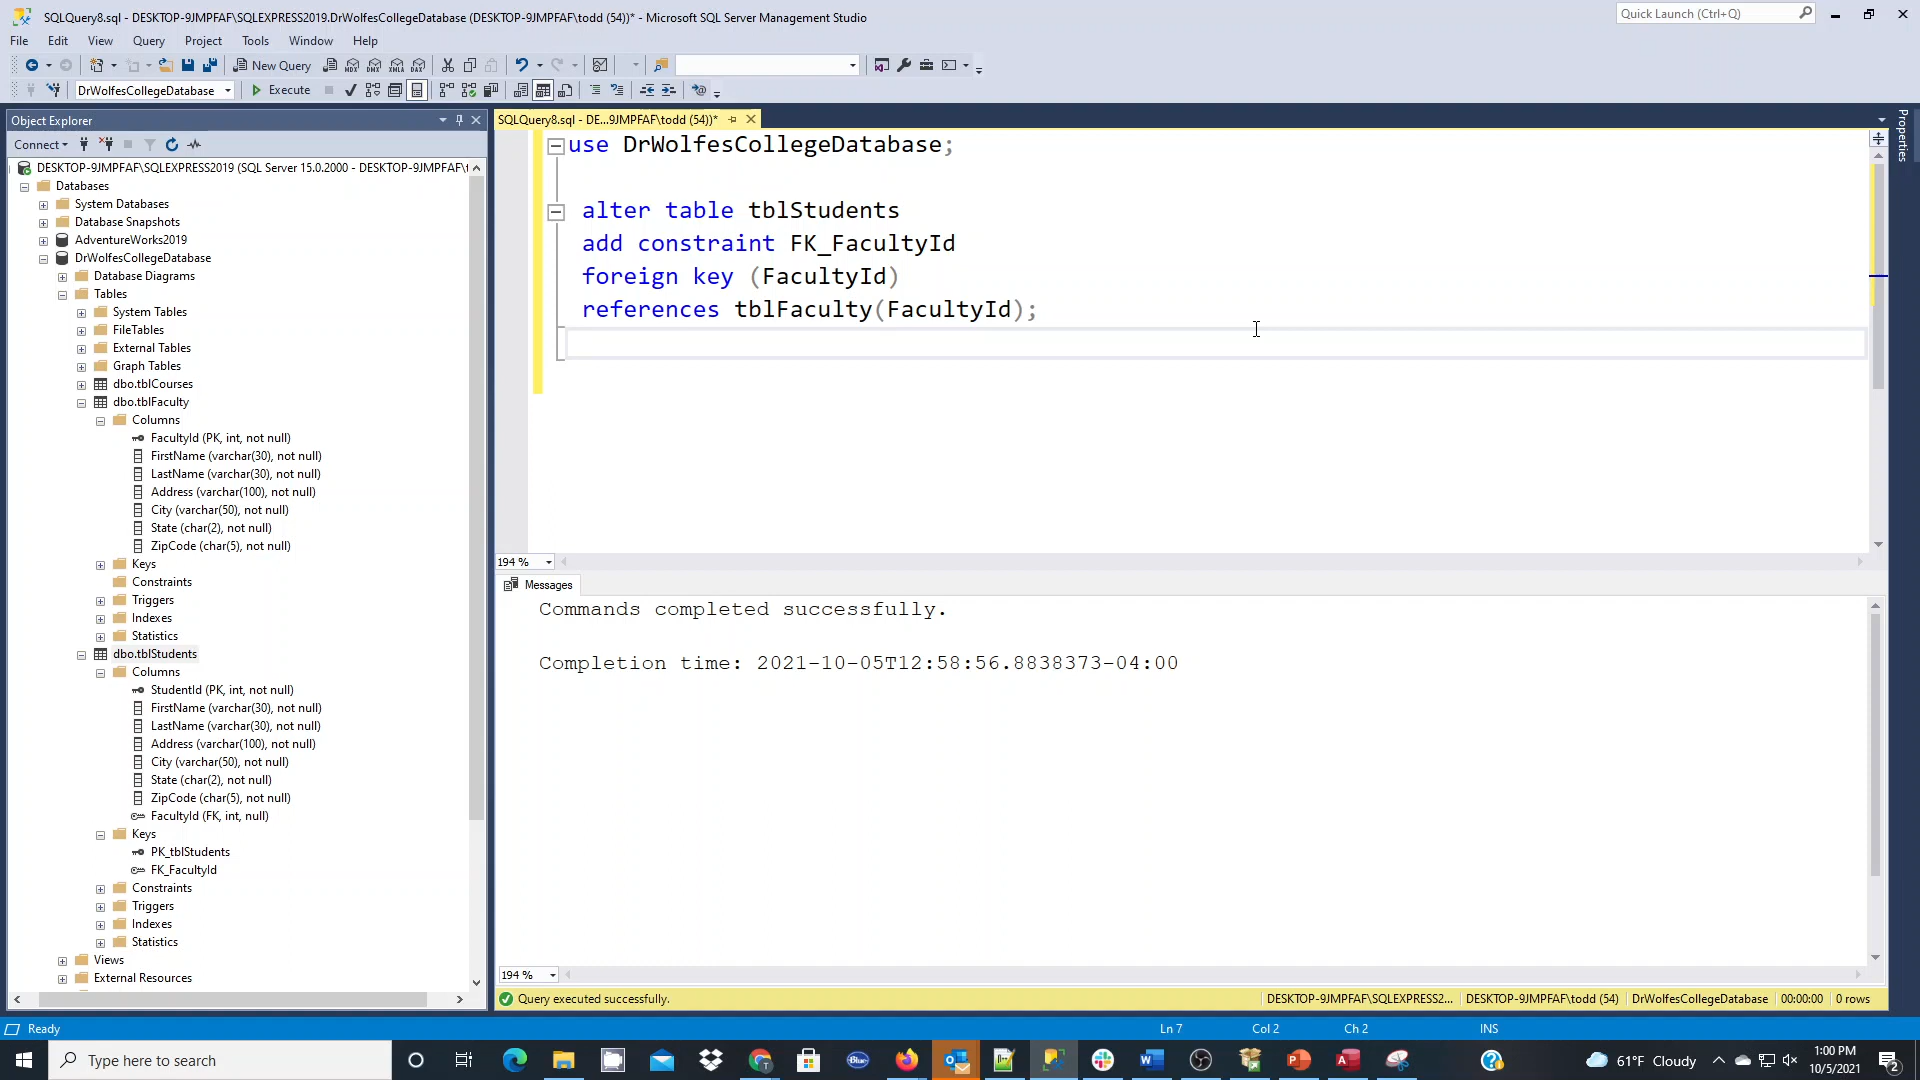 SQLQuery8.sql - DESKTOP-9JMPFAF\SQLEXPRESS2019.DrWolfesCollegeDatabase (DESKTOP-9JMPFAF\todd (54))* - Microsoft SQL Server Management Studio
Quick Launch (Ctrl+Q)
File Edit View Query Project Tools Window Help
New Query
DrWolfesCollegeDatabase Execute
Object Explorer
Connect
DESKTOP-9JMPFAF\SQLEXPRESS2019 (SQL Server 15.0.2000 - DESKTOP-9JMPFAF\
Databases
System Databases
Database Snapshots
AdventureWorks2019
DrWolfesCollegeDatabase
Database Diagrams
Tables
System Tables
FileTables
External Tables
Graph Tables
dbo.tblCourses
dbo.tblFaculty
Columns
FacultyId (PK, int, not null)
FirstName (varchar(30), not null)
LastName (varchar(30), not null)
Address (varchar(100), not null)
City (varchar(50), not null)
State (char(2), not null)
ZipCode (char(5), not null)
Keys
Constraints
Triggers
Indexes
Statistics
dbo.tblStudents
Columns
StudentId (PK, int, not null)
FirstName (varchar(30), not null)
LastName (varchar(30), not null)
Address (varchar(100), not null)
City (varchar(50), not null)
State (char(2), not null)
ZipCode (char(5), not null)
FacultyId (FK, int, null)
Keys
PK_tblStudents
FK_FacultyId
Constraints
Triggers
Indexes
Statistics
Views
External Resources
SQLQuery8.sql - DE...9JMPFAF\todd (54))*
use DrWolfesCollegeDatabase;
alter table tblStudents
add constraint FK_FacultyId
foreign key (FacultyId)
references tblFaculty(FacultyId);
194 %
Messages
Commands completed successfully.
Completion time: 2021-10-05T12:58:56.8838373-04:00
194 %
Query executed successfully. DESKTOP-9JMPFAF\SQLEXPRESS2... DESKTOP-9JMPFAF\todd (54) DrWolfesCollegeDatabase 00:00:00 0 rows
Properties
Ready Ln 7 Col 2 Ch 2 INS
Type here to search
Blue
61°F Cloudy
1:00 PM
10/5/2021
2